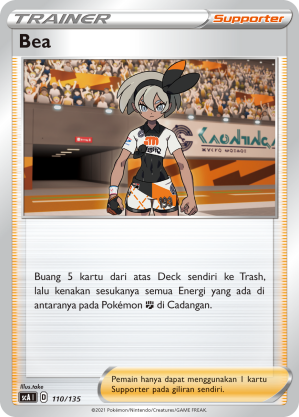 TRAINER
Supporter
Bea
Buang 5 kartu dari atas Deck sendiri ke Trash,
lalu kenakan sesukanya semua Energi yang ada di
antaranya pada Pokémon di Cadangan.
Illus.take
Pemain hanya dapat menggunakan 1 kartu
Supporter pada giliran sendiri.
D 110/135
©2021 Pokémon/Nintendo/Creatures/GAME FREAK.